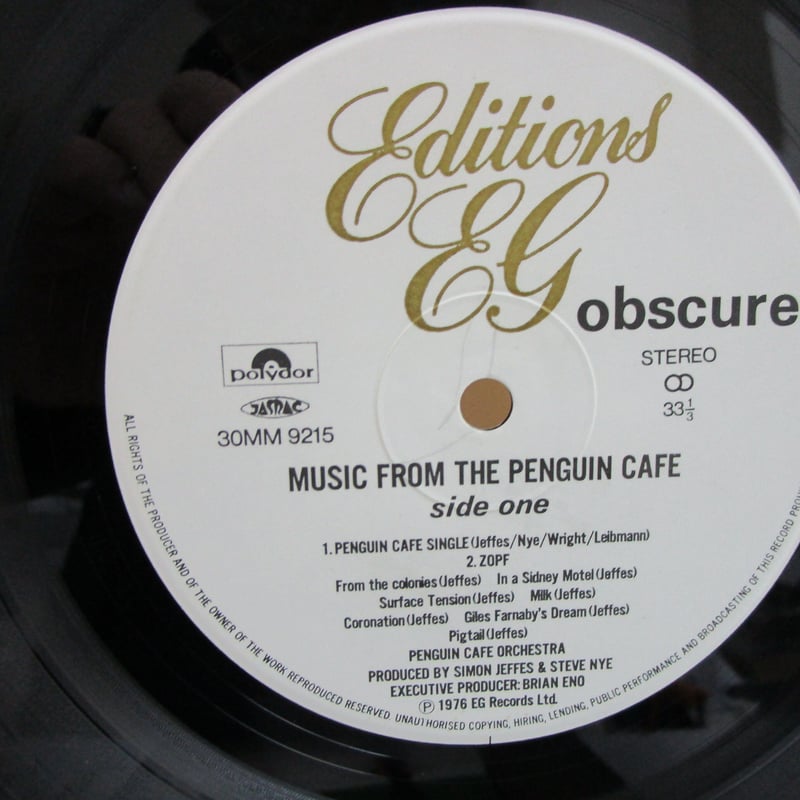 Editions
EG
obscure
STEREO
33⅓
polydor
JASRAC
30MM 9215
MUSIC FROM THE PENGUIN CAFE
side one
1. PENGUIN CAFE SINGLE (Jeffes/Nye/Wright/Leibmann)
2. ZOPF
From the colonies (Jeffes) In a Sidney Motel (Jeffes)
Surface Tension (Jeffes) Milk (Jeffes)
Coronation (Jeffes) Giles Farnaby's Dream (Jeffes)
Pigtail (Jeffes)
PENGUIN CAFE ORCHESTRA
PRODUCED BY SIMON JEFFES & STEVE NYE
EXECUTIVE PRODUCER: BRIAN ENO
℗ 1976 EG Records Ltd.
ALL RIGHTS OF THE PRODUCER AND OF THE OWNER OF THE WORK REPRODUCED RESERVED. UNAUTHORISED COPYING, HIRING, LENDING, PUBLIC PERFORMANCE AND BROADCASTING OF THIS RECORD